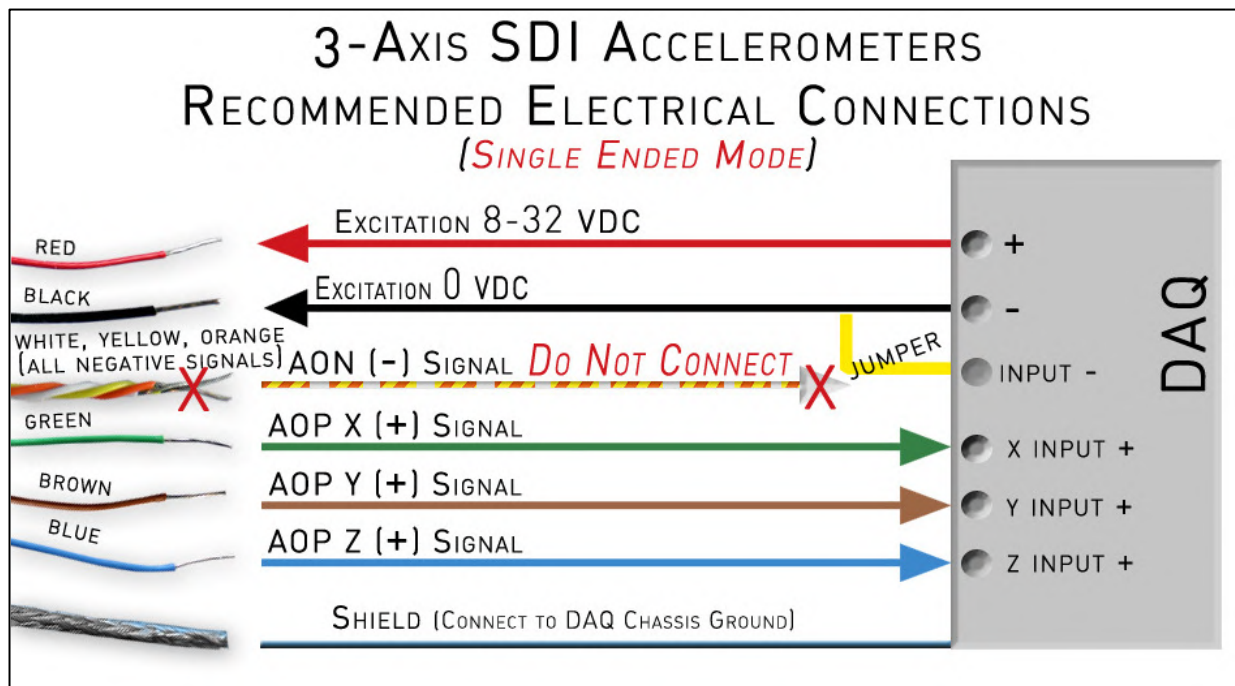 3-AXIS SDI ACCELEROMETERS
RECOMMENDED ELECTRICAL CONNECTIONS
(SINGLE ENDED MODE)
RED
EXCITATION 8-32 VDC
+
BLACK
EXCITATION 0 VDC
-
WHITE, YELLOW, ORANGE
(ALL NEGATIVE SIGNALS)
X
AON (-) SIGNAL DO NOT CONNECT
X
JUMPER
INPUT -
DAQ
GREEN
AOP X (+) SIGNAL
X INPUT +
BROWN
AOP Y (+) SIGNAL
Y INPUT +
BLUE
AOP Z (+) SIGNAL
Z INPUT +
SHIELD (CONNECT TO DAQ CHASSIS GROUND)